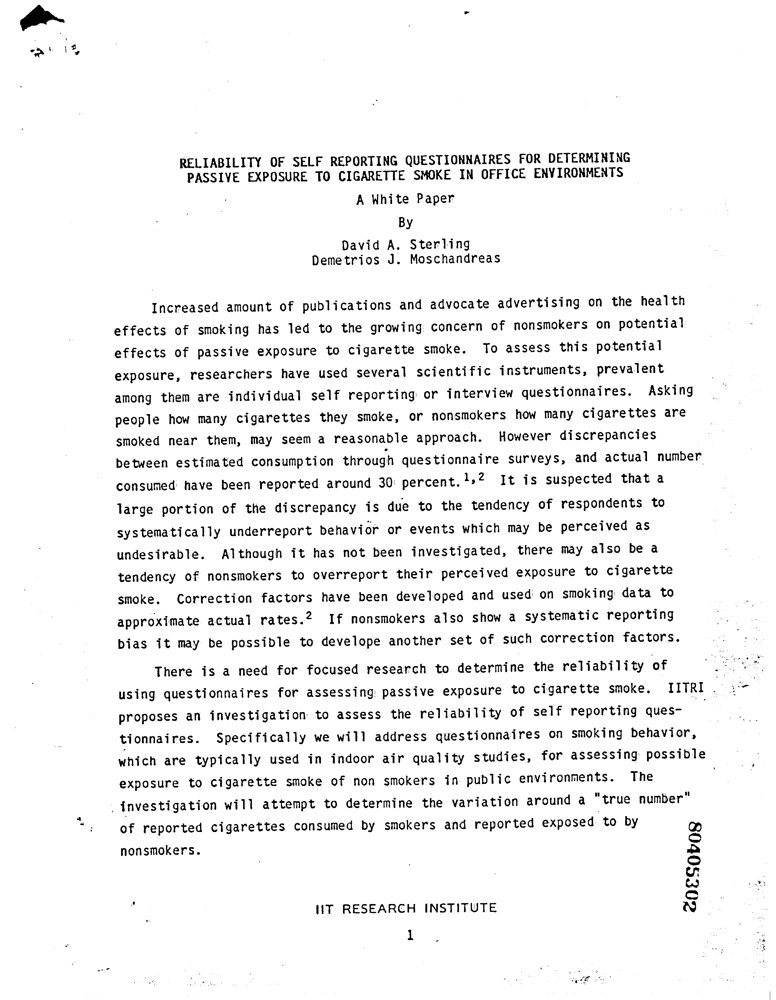 RELIABILITY OF SELF REPORTING QUESTIONNAIRES FOR DETERMINING
PASSIVE EXPOSURE TO CIGARETTE SMOKE IN OFFICE ENVIRONMENTS
A White Paper
By
David A. Sterling
Demetrios J. Moschandreas
Increased amount of publications and advocate advertising on the health
effects of smoking has led to the growing concern of nonsmokers on potential
effects of passive exposure to cigarette smoke. To assess this potential
exposure, researchers have used several scientific instruments, prevalent
among them are individual self reporting or interview questionnaires. Asking
people how many cigarettes they smoke, or nonsmokers how many cigarettes are
smoked near them, may seem a reasonable approach. However discrepancies
between estimated consumption through questionnaire surveys, and actual number
consumed have been reported around 30 percent.1,2 It is suspected that a
large portion of the discrepancy is due to the tendency of respondents to
systematically underreport behavior or events which may be perceived as
undesirable. Although it has not been investigated, there may also be a
tendency of nonsmokers to overreport their perceived exposure to cigarette
smoke. Correction factors have been developed and used on smoking data to
approximate actual rates.2 If nonsmokers also show a systematic reporting
bias it may be possible to develope another set of such correction factors.
There is a need for focused research to determine the reliability of
using questionnaires for assessing passive exposure to cigarette smoke. IITRI
proposes an investigation to assess the reliability of self reporting ques-
tionnaires. Specifically we will address questionnaires on smoking behavior,
which are typically used in indoor air quality studies, for assessing possible
exposure to cigarette smoke of non smokers in public environments. The
investigation will attempt to determine the variation around a "true number"
of reported cigarettes consumed by smokers and reported exposed to by
nonsmokers.
80405302
IIT RESEARCH INSTITUTE
1